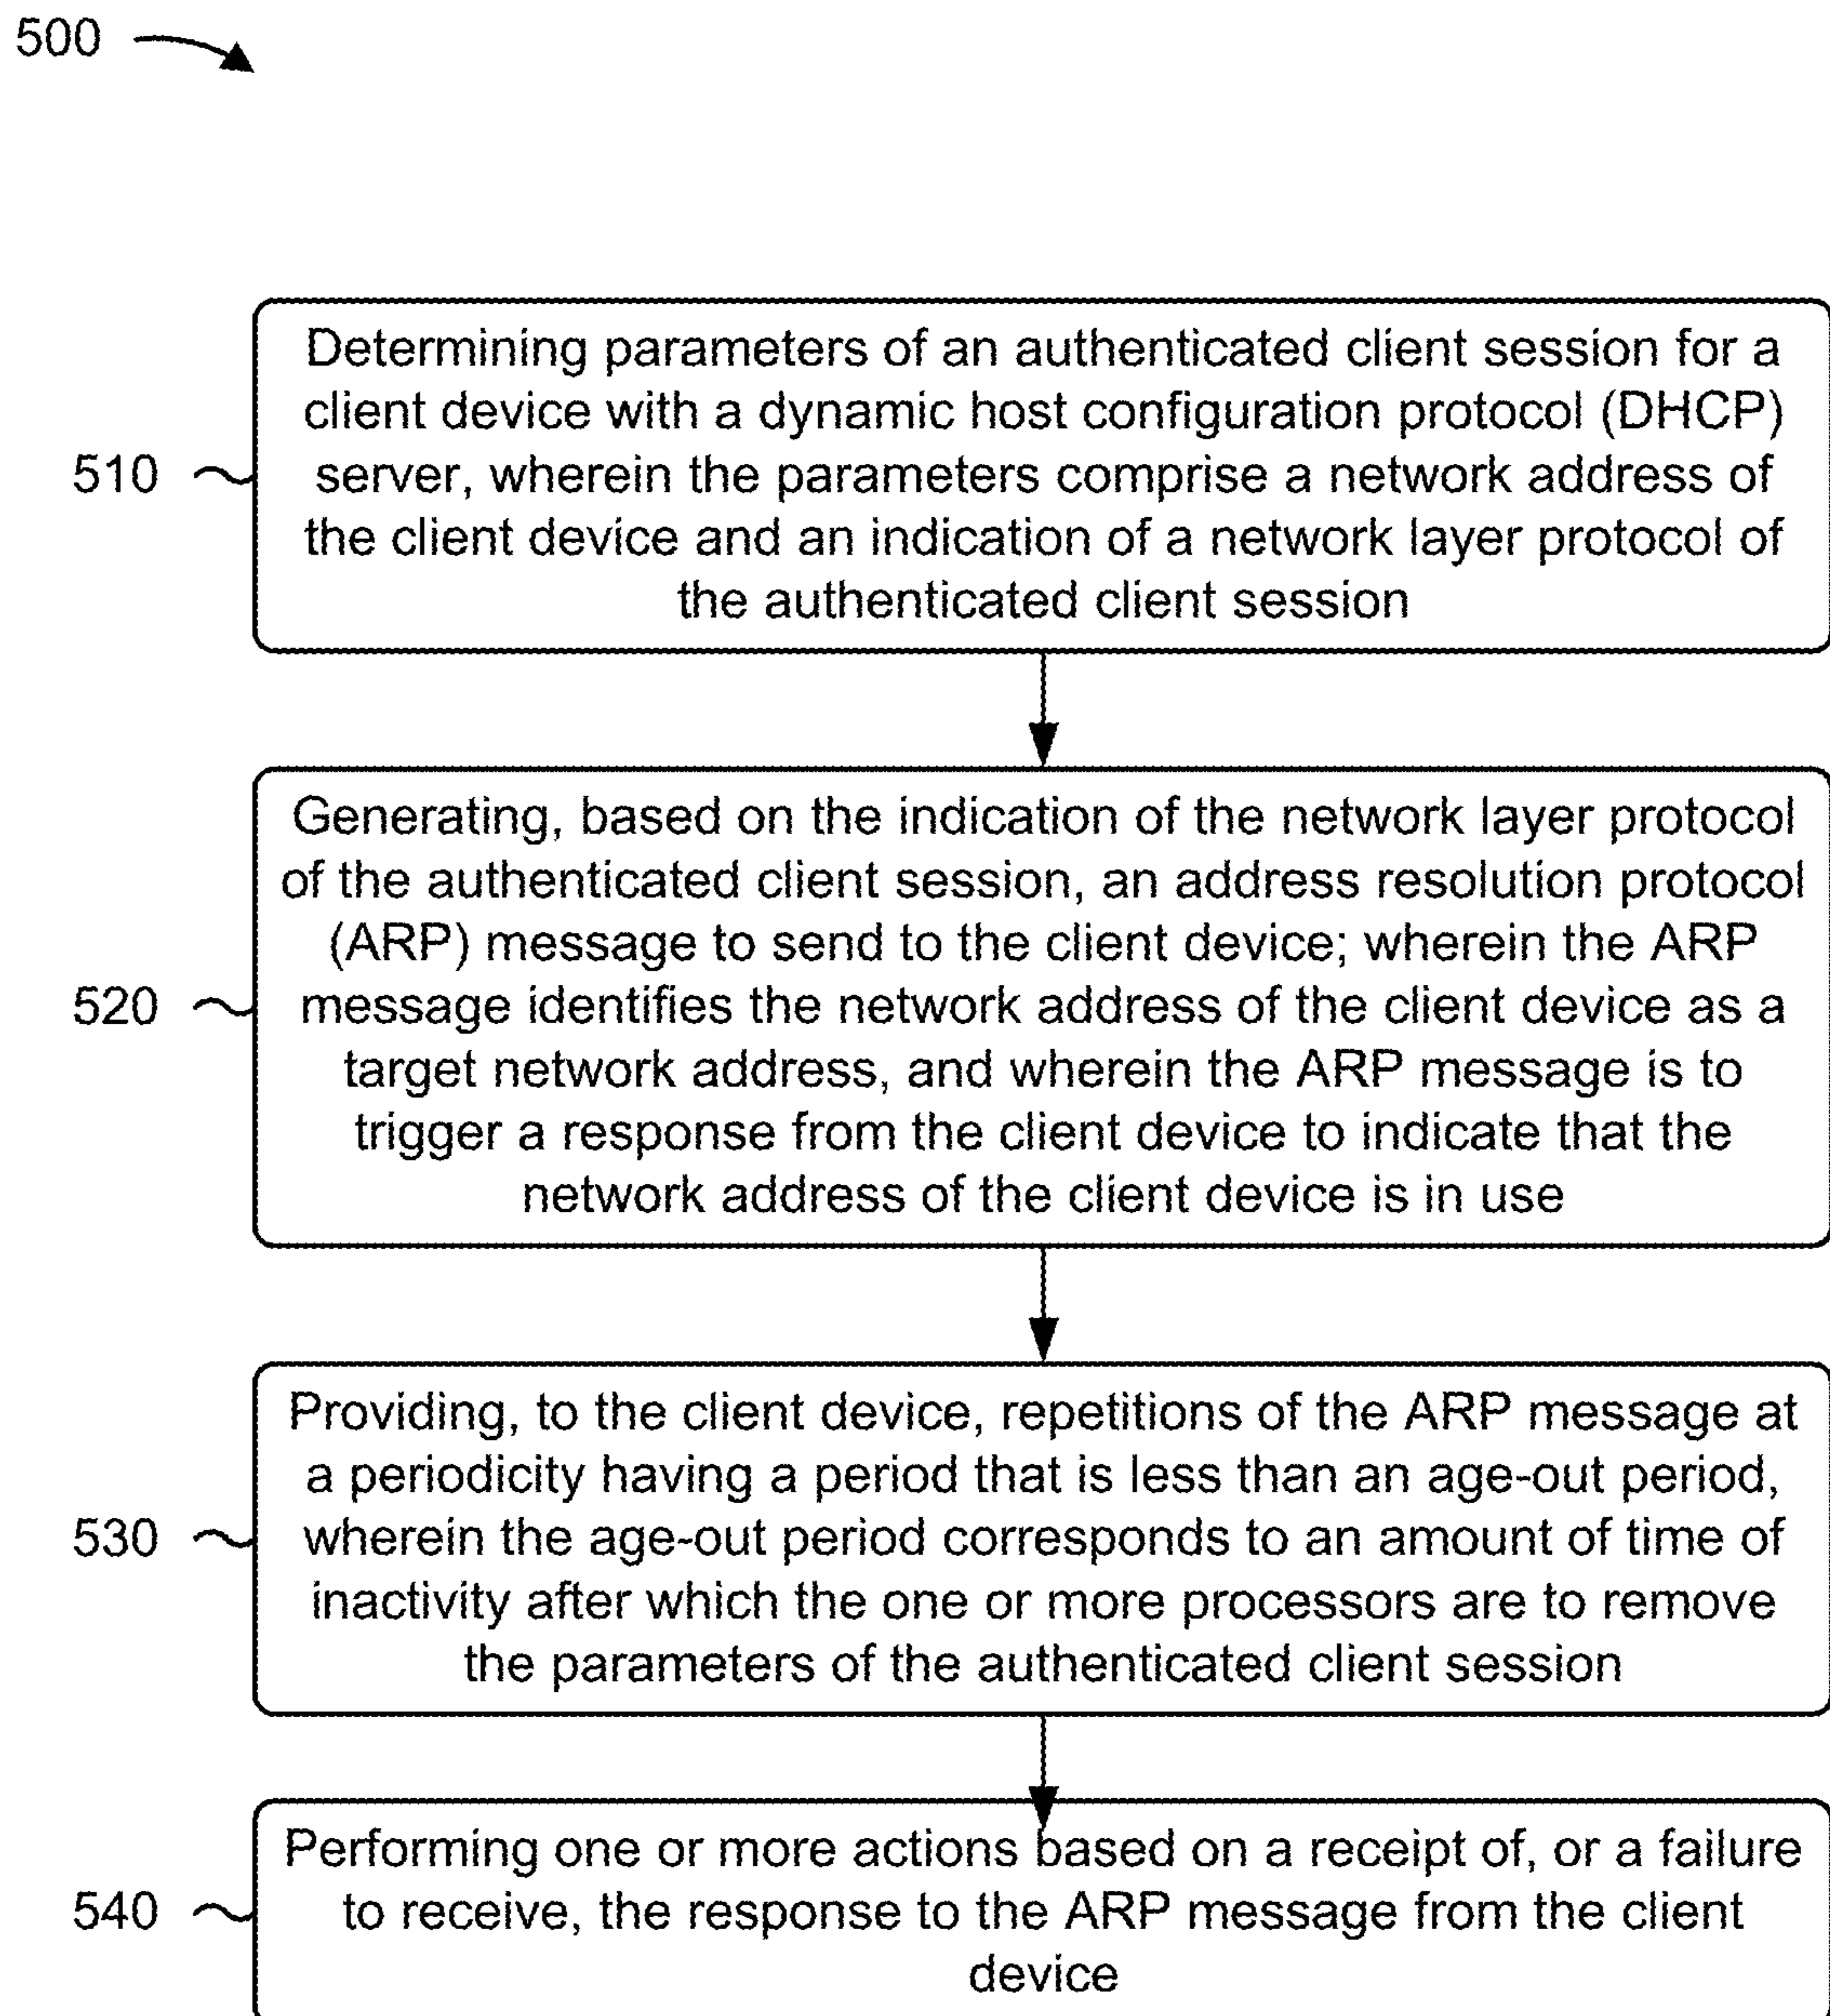 500
Determining parameters of an authenticated client session for a
client device with a dynamic host configuration protocol (DHCP)
510
server, wherein the parameters comprise a network address of
the client device and an indication of a network layer protocol of
the authenticated client session
Generating, based on the indication of the network layer protocol
of the authenticated client session, an address resolution protocol
(ARP) message to send to the client device; wherein the ARP
520
message identifies the network address of the client device as a
target network address, and wherein the ARP message is to
trigger a response from the client device to indicate that the
network address of the client device is in use
Providing, to the client device, repetitions of the ARP message at
a periodicity having a period that is less than an age-out period,
530
wherein the age-out period corresponds to an amount of time of
inactivity after which the one or more processors are to remove
the parameters of the authenticated client session
Performing one or more actions based on a receipt of, or a failure
540
to receive, the response to the ARP message from the client
device